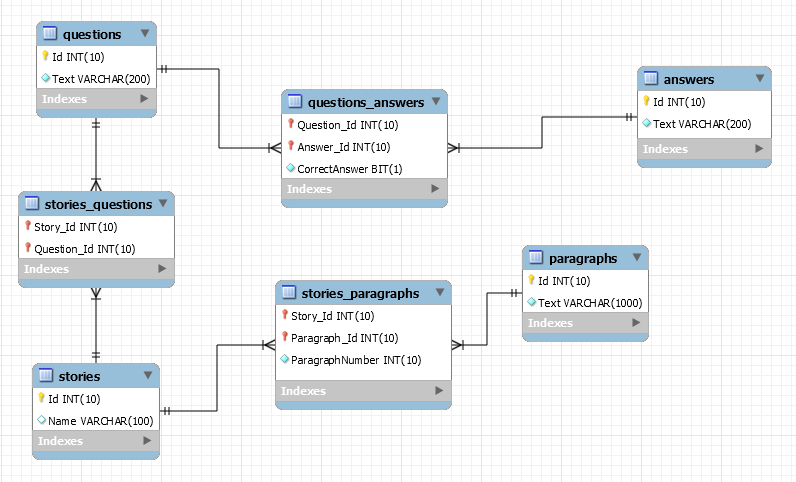 questions
Id INT(10)
Text VARCHAR(200)
Indexes
questions_answers
Question_Id INT(10)
Answer_Id INT(10)
CorrectAnswer BIT(1)
Indexes
answers
Id INT(10)
Text VARCHAR(200)
Indexes
stories_questions
Story_Id INT(10)
Question_Id INT(10)
Indexes
stories_paragraphs
Story_Id INT(10)
Paragraph_Id INT(10)
ParagraphNumber INT(10)
Indexes
paragraphs
Id INT(10)
Text VARCHAR(1000)
Indexes
stories
Id INT(10)
Name VARCHAR(100)
Indexes